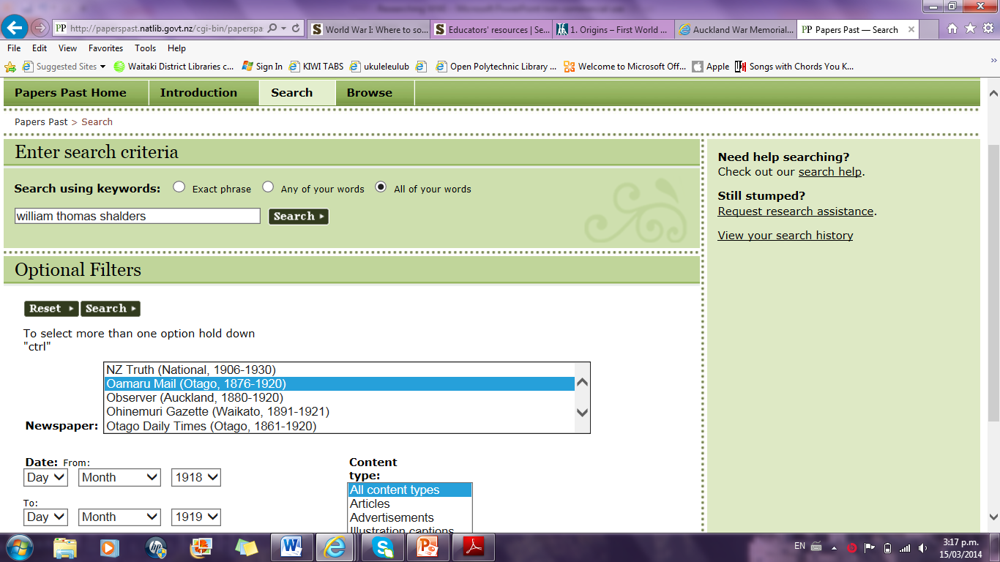 PP http://paperspast.natlib.govt.nz/cgi-bin/paperspa
S World War I: Where to so...
S Educators' resources | Se...
1. Origins – First World ...
Auckland War Memorial...
PP Papers Past — Search
File Edit View Favorites Tools Help
Suggested Sites
Waitaki District Libraries c...
Sign In
KIWI TABS
ukuleleulub
Open Polytechnic Library ...
Welcome to Microsoft Off...
Apple
Songs with Chords You K...
Papers Past Home Introduction Search Browse
Papers Past > Search
Enter search criteria
Search using keywords: Exact phrase Any of your words All of your words
william thomas shalders Search
Optional Filters
Reset Search
To select more than one option hold down
"ctrl"
Newspaper:
NZ Truth (National, 1906-1930)
Oamaru Mail (Otago, 1876-1920)
Observer (Auckland, 1880-1920)
Ohinemuri Gazette (Waikato, 1891-1921)
Otago Daily Times (Otago, 1861-1920)
Date: From:
Day Month 1918
To:
Day Month 1919
Content
type:
All content types
Articles
Advertisements
Illustration captions
Need help searching?
Check out our search help.
Still stumped?
Request research assistance.
View your search history
EN
3:17 p.m.
15/03/2014